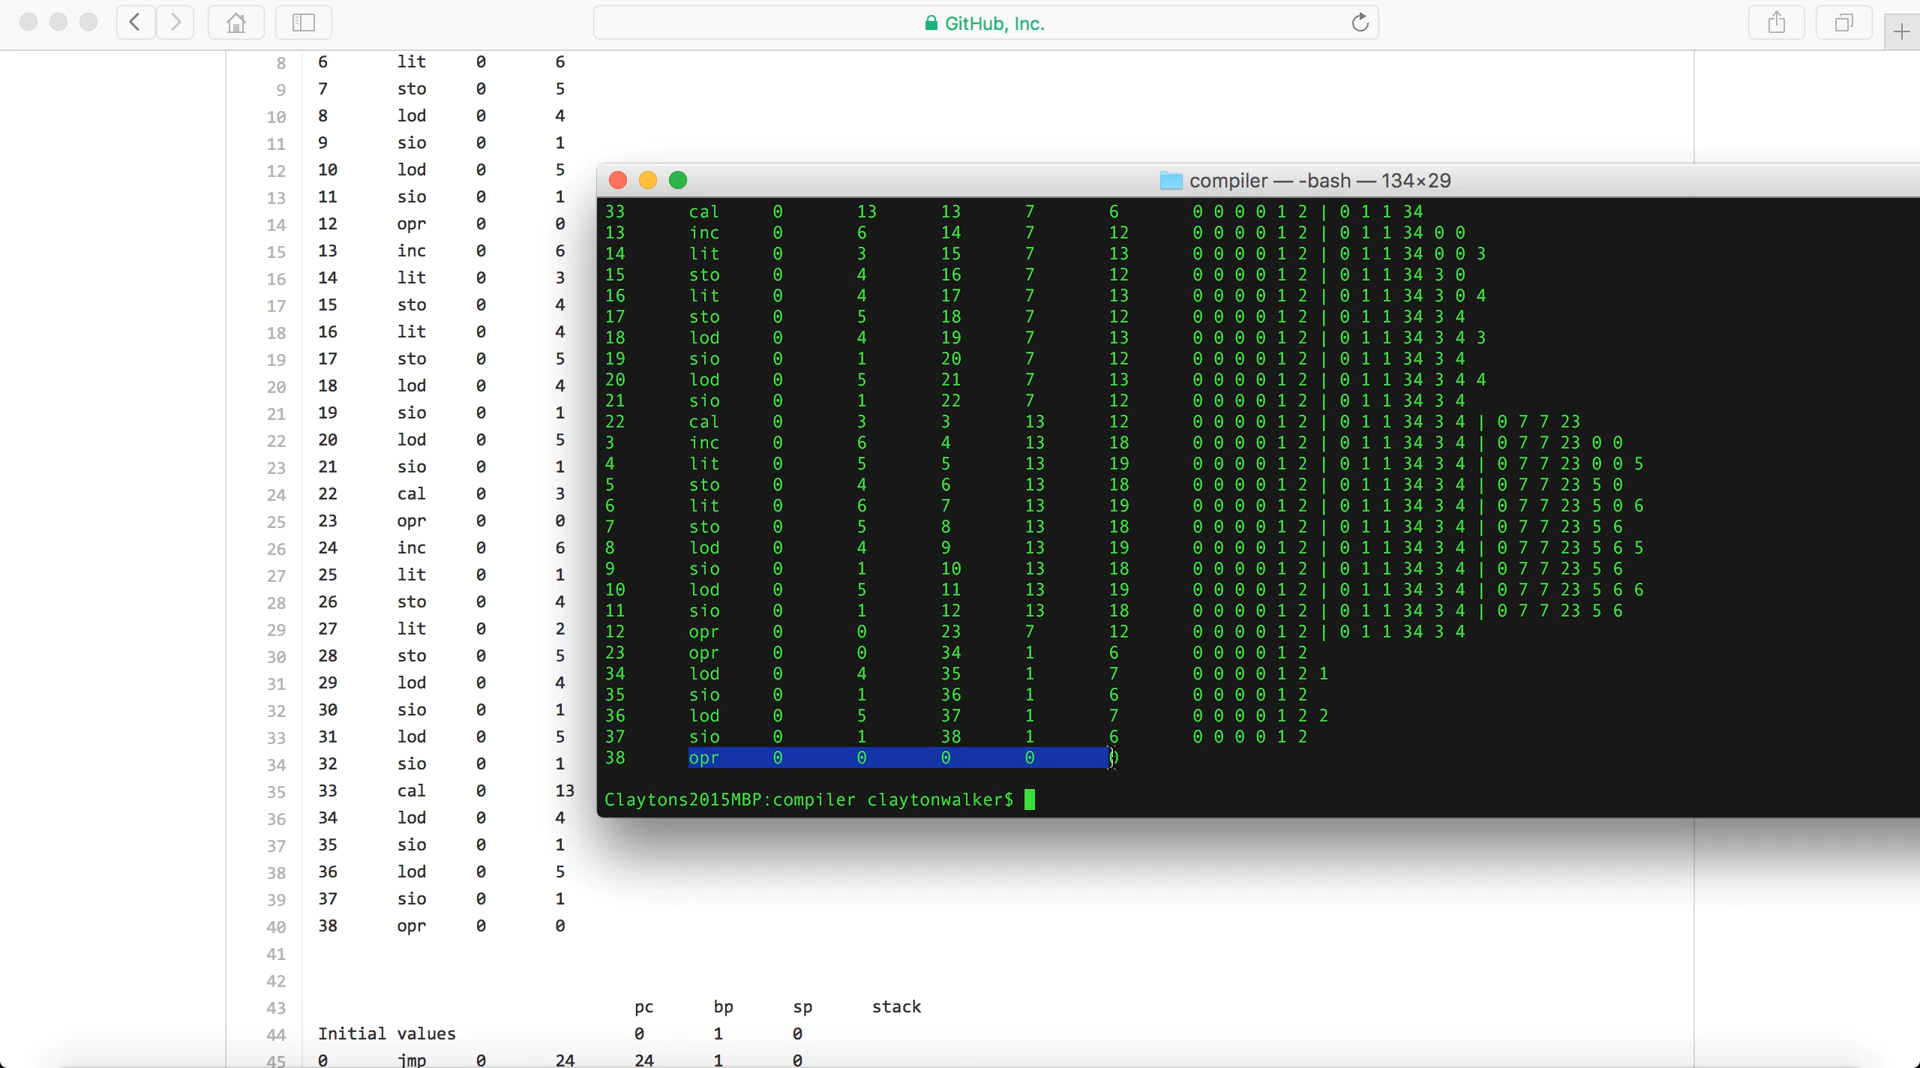 GitHub, Inc.
8 6 lit 0 6
9 7 sto 0 5
10 8 lod 0 4
11 9 sio 0 1
12 10 lod 0 5
13 11 sio 0 1
14 12 opr 0 0
15 13 inc 0 6
16 14 lit 0 3
17 15 sto 0 4
18 16 lit 0 4
19 17 sto 0 5
20 18 lod 0 4
21 19 sio 0 1
22 20 lod 0 5
23 21 sio 0 1
24 22 cal 0 3
25 23 opr 0 0
26 24 inc 0 6
27 25 lit 0 1
28 26 sto 0 4
29 27 lit 0 2
30 28 sto 0 5
31 29 lod 0 4
32 30 sio 0 1
33 31 lod 0 5
34 32 sio 0 1
35 33 cal 0 13
36 34 lod 0 4
37 35 sio 0 1
38 36 lod 0 5
39 37 sio 0 1
40 38 opr 0 0
41
42
43 pc bp sp stack
44 Initial values 0 1 0
45 0 jmp 0 24 24 1 0
compiler — -bash — 134×29
33 cal 0 13 13 7 6 0 0 0 0 1 2 | 0 1 1 34
13 inc 0 6 14 7 12 0 0 0 0 1 2 | 0 1 1 34 0 0
14 lit 0 3 15 7 13 0 0 0 0 1 2 | 0 1 1 34 0 0 3
15 sto 0 4 16 7 12 0 0 0 0 1 2 | 0 1 1 34 3 0
16 lit 0 4 17 7 13 0 0 0 0 1 2 | 0 1 1 34 3 0 4
17 sto 0 5 18 7 12 0 0 0 0 1 2 | 0 1 1 34 3 4
18 lod 0 4 19 7 13 0 0 0 0 1 2 | 0 1 1 34 3 4 3
19 sio 0 1 20 7 12 0 0 0 0 1 2 | 0 1 1 34 3 4
20 lod 0 5 21 7 13 0 0 0 0 1 2 | 0 1 1 34 3 4 4
21 sio 0 1 22 7 12 0 0 0 0 1 2 | 0 1 1 34 3 4
22 cal 0 3 3 13 12 0 0 0 0 1 2 | 0 1 1 34 3 4 | 0 7 7 23
3 inc 0 6 4 13 18 0 0 0 0 1 2 | 0 1 1 34 3 4 | 0 7 7 23 0 0
4 lit 0 5 5 13 19 0 0 0 0 1 2 | 0 1 1 34 3 4 | 0 7 7 23 0 0 5
5 sto 0 4 6 13 18 0 0 0 0 1 2 | 0 1 1 34 3 4 | 0 7 7 23 5 0
6 lit 0 6 7 13 19 0 0 0 0 1 2 | 0 1 1 34 3 4 | 0 7 7 23 5 0 6
7 sto 0 5 8 13 18 0 0 0 0 1 2 | 0 1 1 34 3 4 | 0 7 7 23 5 6
8 lod 0 4 9 13 19 0 0 0 0 1 2 | 0 1 1 34 3 4 | 0 7 7 23 5 6 5
9 sio 0 1 10 13 18 0 0 0 0 1 2 | 0 1 1 34 3 4 | 0 7 7 23 5 6
10 lod 0 5 11 13 19 0 0 0 0 1 2 | 0 1 1 34 3 4 | 0 7 7 23 5 6 6
11 sio 0 1 12 13 18 0 0 0 0 1 2 | 0 1 1 34 3 4 | 0 7 7 23 5 6
12 opr 0 0 23 7 12 0 0 0 0 1 2 | 0 1 1 34 3 4
23 opr 0 0 34 1 6 0 0 0 0 1 2
34 lod 0 4 35 1 7 0 0 0 0 1 2 1
35 sio 0 1 36 1 6 0 0 0 0 1 2
36 lod 0 5 37 1 7 0 0 0 0 1 2 2
37 sio 0 1 38 1 6 0 0 0 0 1 2
38 opr 0 0 0 0 0
Claytons2015MBP:compiler claytonwalker$